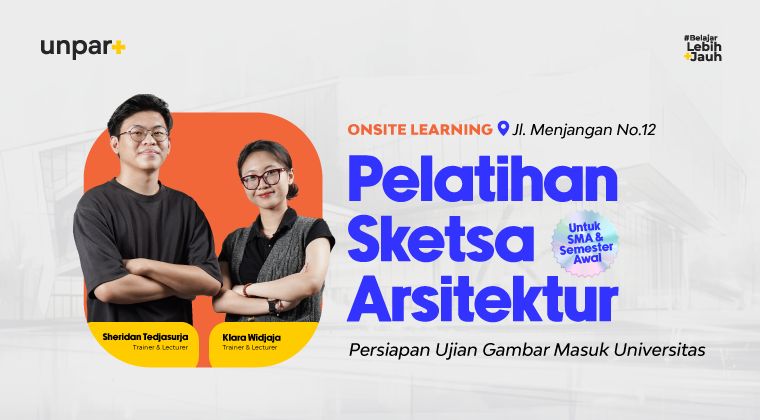 unpar+
#Belajar
Lebih
+Jauh
ONSITE LEARNING Jl. Menjangan No.12
Pelatihan
Sketsa
Arsitektur
Untuk
SMA &
Semester
Awal
Persiapan Ujian Gambar Masuk Universitas
Sheridan Tedjasurja
Trainer & Lecturer
Klara Widjaja
Trainer & Lecturer